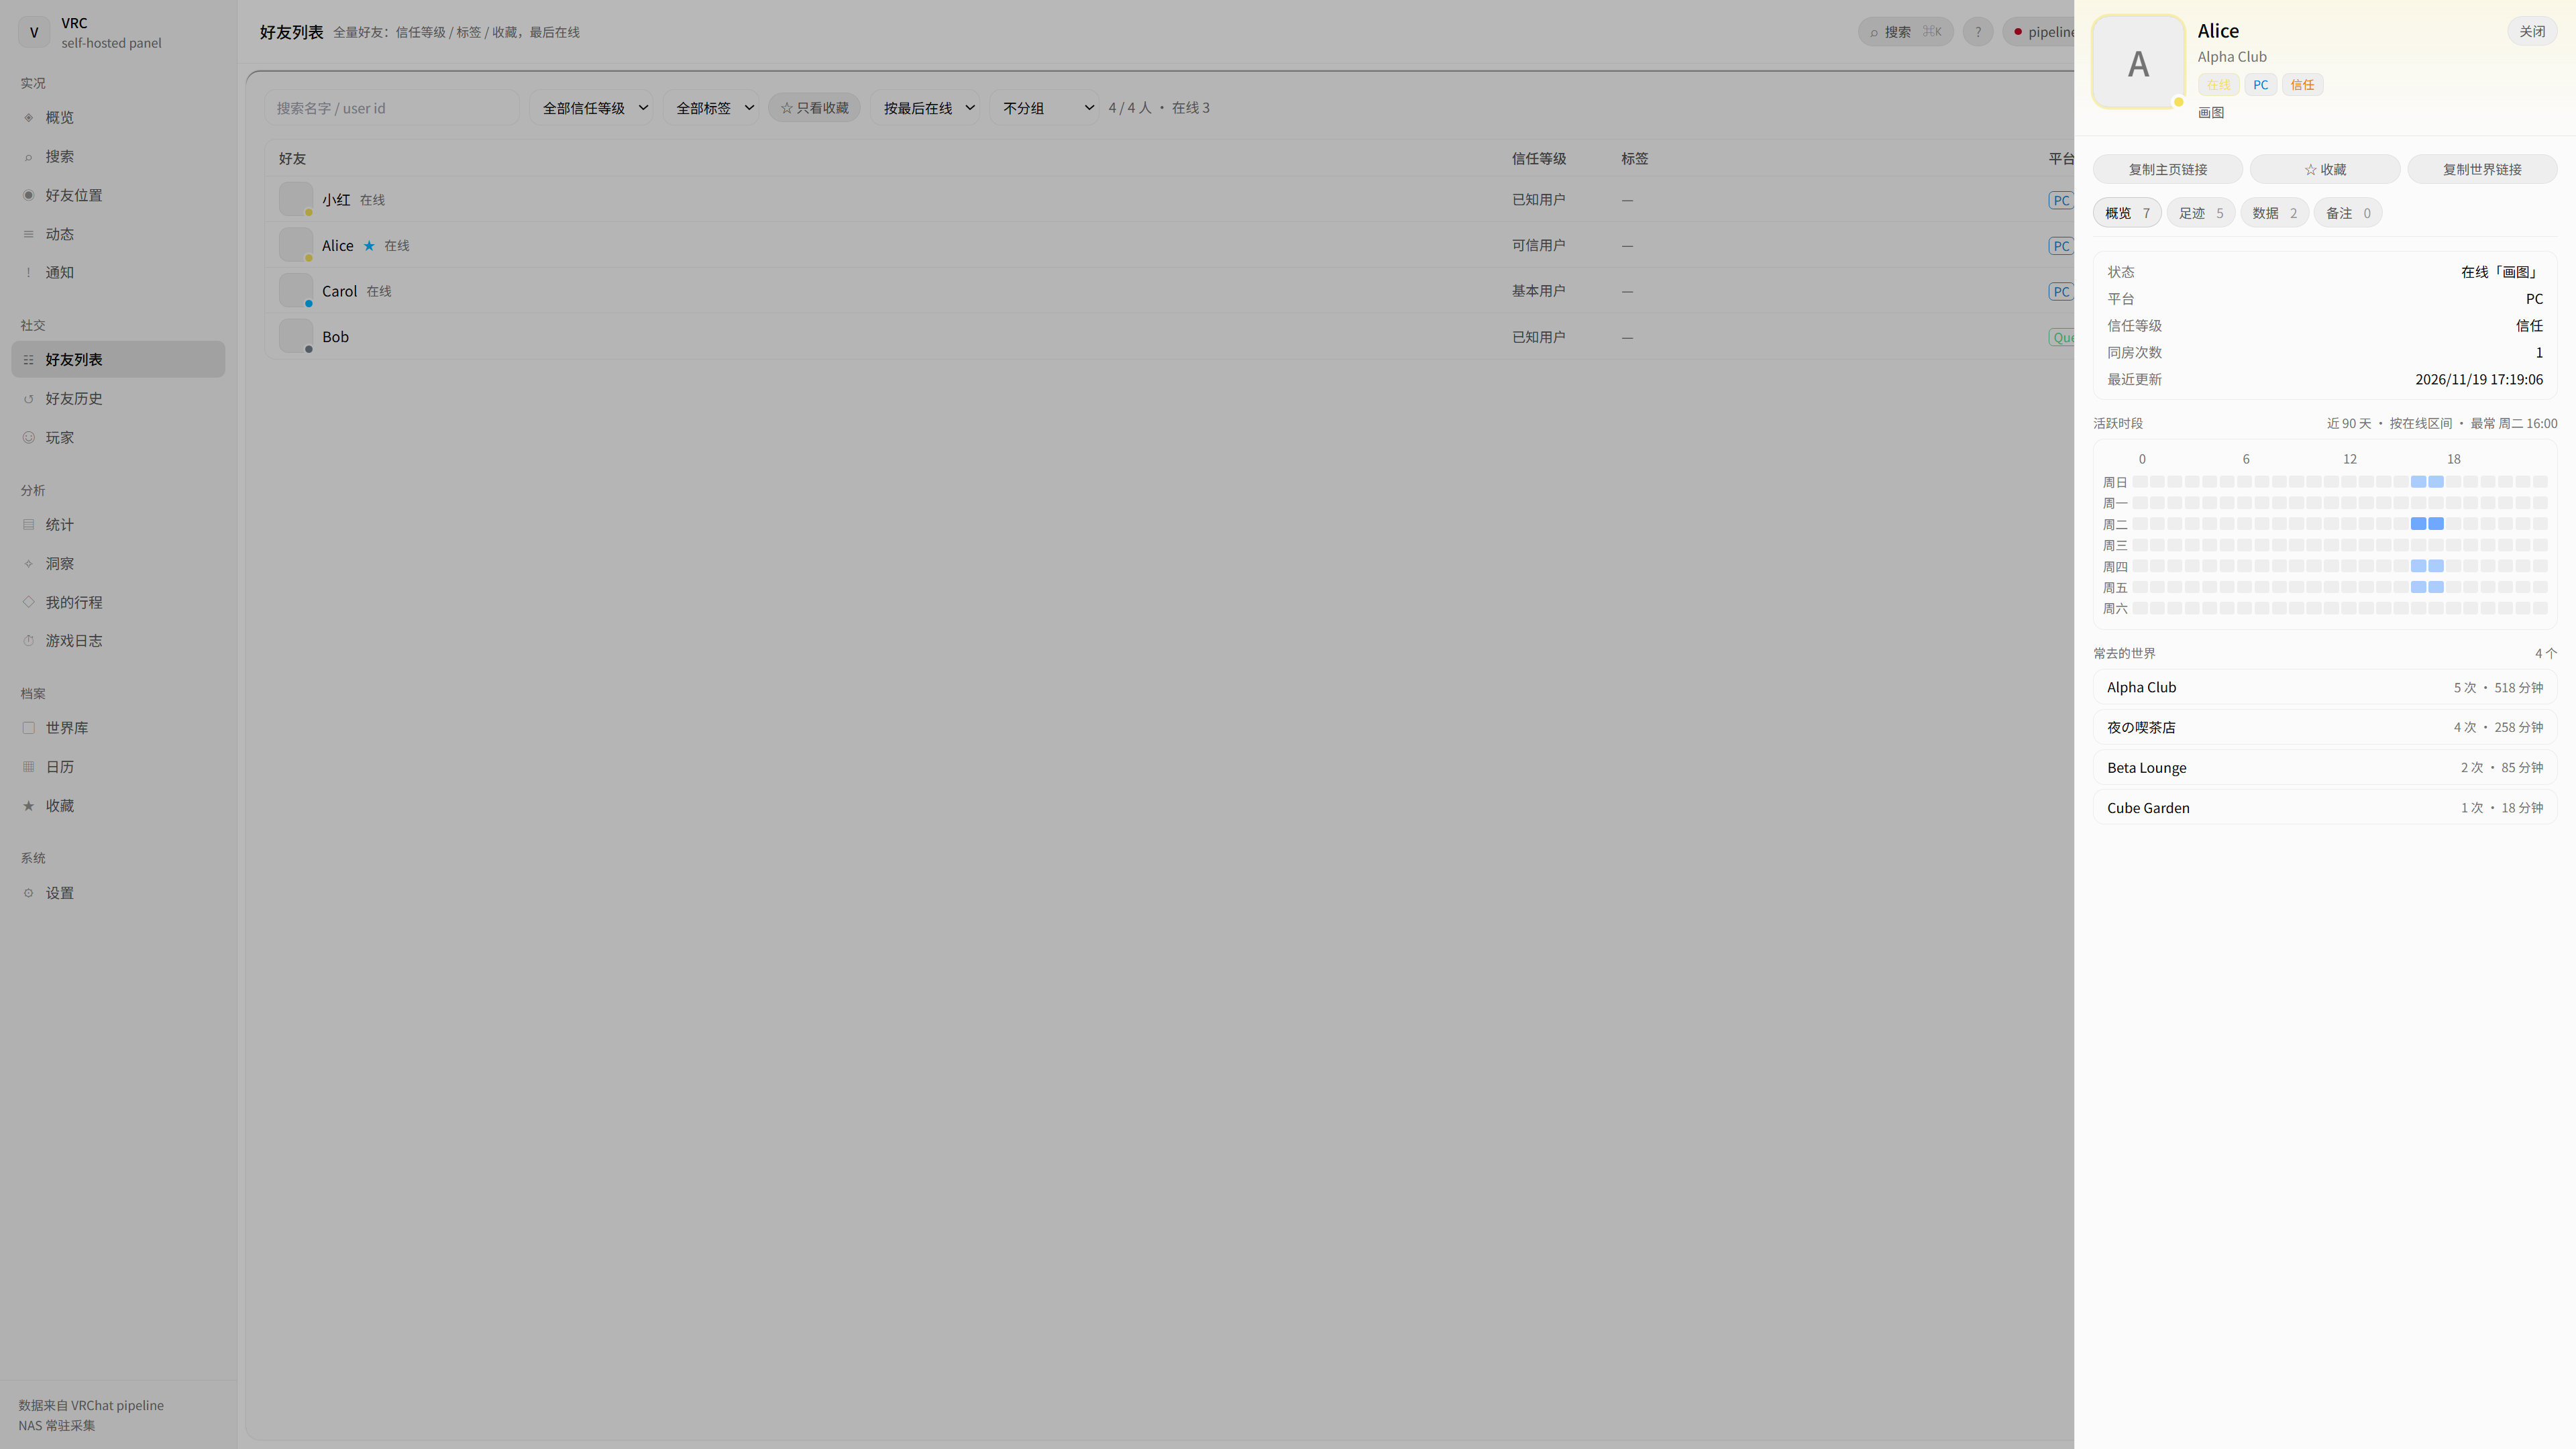 V
VRC
self-hosted panel
实况
概览
搜索
好友位置
动态
! 通知
社交
好友列表
好友历史
玩家
分析
统计
洞察
我的行程
游戏日志
档案
世界库
日历
★ 收藏
系统
设置
数据来自 VRChat pipeline
NAS 常驻采集
好友列表 全量好友：信任等级 / 标签 / 收藏，最后在线
搜索 ⌘K
?
pipeline
搜索名字 / user id
全部信任等级
全部标签
☆ 只看收藏
按最后在线
不分组
4 / 4 人 · 在线 3
好友 信任等级 标签 平台
小红 在线 已知用户 — PC
Alice ★ 在线 可信用户 — PC
Carol 在线 基本用户 — PC
Bob 已知用户 — Que
A
Alice
Alpha Club
在线 PC 信任
画图
关闭
复制主页链接
☆ 收藏
复制世界链接
概览 7
足迹 5
数据 2
备注 0
状态 在线「画图」
平台 PC
信任等级 信任
同房次数 1
最近更新 2026/11/19 17:19:06
活跃时段 近 90 天 · 按在线区间 · 最常 周二 16:00
0 6 12 18
周日
周一
周二
周三
周四
周五
周六
常去的世界 4 个
Alpha Club 5 次 · 518 分钟
夜の喫茶店 4 次 · 258 分钟
Beta Lounge 2 次 · 85 分钟
Cube Garden 1 次 · 18 分钟